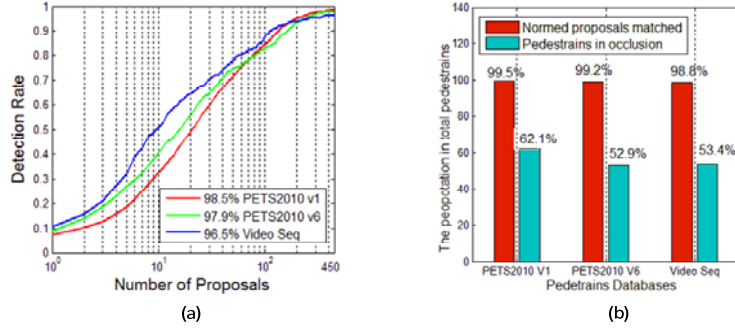 1
0.9
0.8
0.7
0.6
0.5
0.4
0.3
0.2
0.1
0
Detection Rate
98.5% PETS2010 v1
97.9% PETS2010 v6
96.5% Video Seq
10^0 10^1 10^2 450
Number of Proposals
(a)
140
120
100
80
60
40
20
0
The peopctation in total pedestrains
Normed proposals matched
Pedestrains in occlusion
99.5% 99.2% 98.8%
62.1% 52.9% 53.4%
PETS2010 V1 PETS2010 V6 Video Seq
Pedetrains Databases
(b)